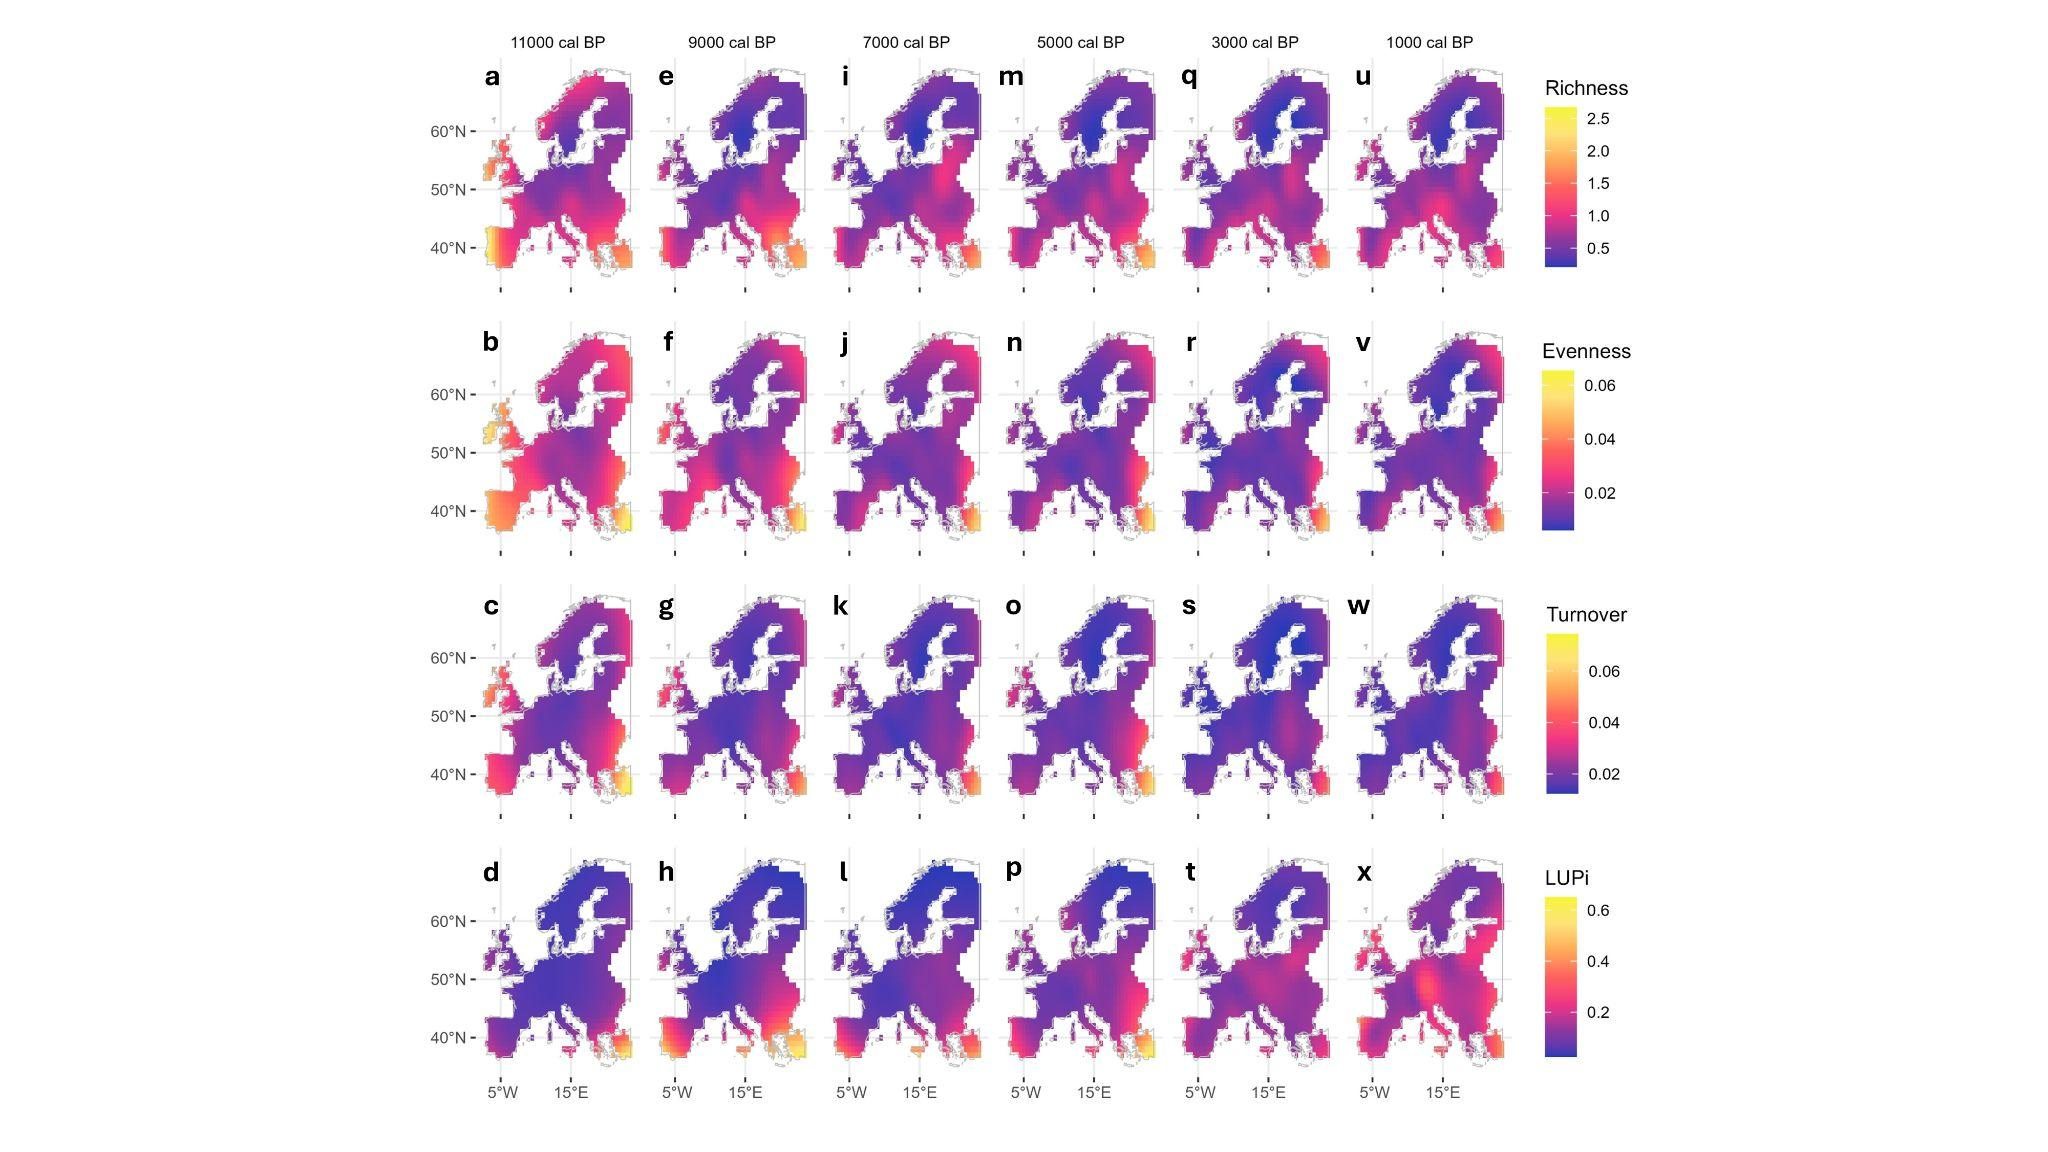 11000 cal BP 9000 cal BP 7000 cal BP 5000 cal BP 3000 cal BP 1000 cal BP
a e i m q u
Richness
2.5
2.0
1.5
1.0
0.5
60°N
50°N
40°N
b f j n r v
Evenness
0.06
0.04
0.02
60°N
50°N
40°N
c g k o s w
Turnover
0.06
0.04
0.02
60°N
50°N
40°N
d h l p t x
LUPi
0.6
0.4
0.2
60°N
50°N
40°N
5°W 15°E 5°W 15°E 5°W 15°E 5°W 15°E 5°W 15°E 5°W 15°E